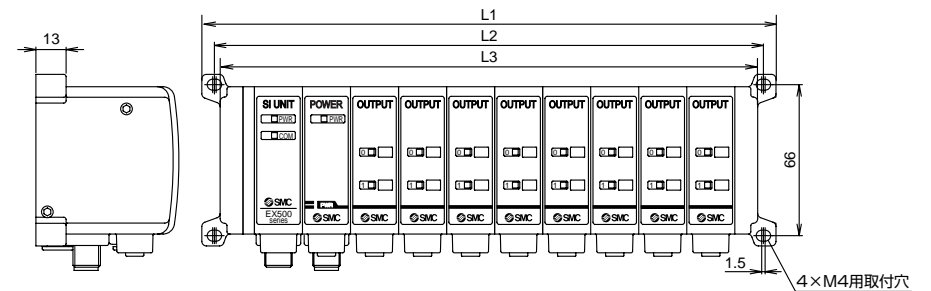 L1
L2
L3
13
SI UNIT POWER OUTPUT OUTPUT OUTPUT OUTPUT OUTPUT OUTPUT OUTPUT OUTPUT
PWR PWR
COM
0 0 0 0 0 0 0 0
1 1 1 1 1 1 1 1
SMC SMC SMC SMC SMC SMC SMC SMC SMC SMC
EX500
series
66
1.5
4×M4用取付穴